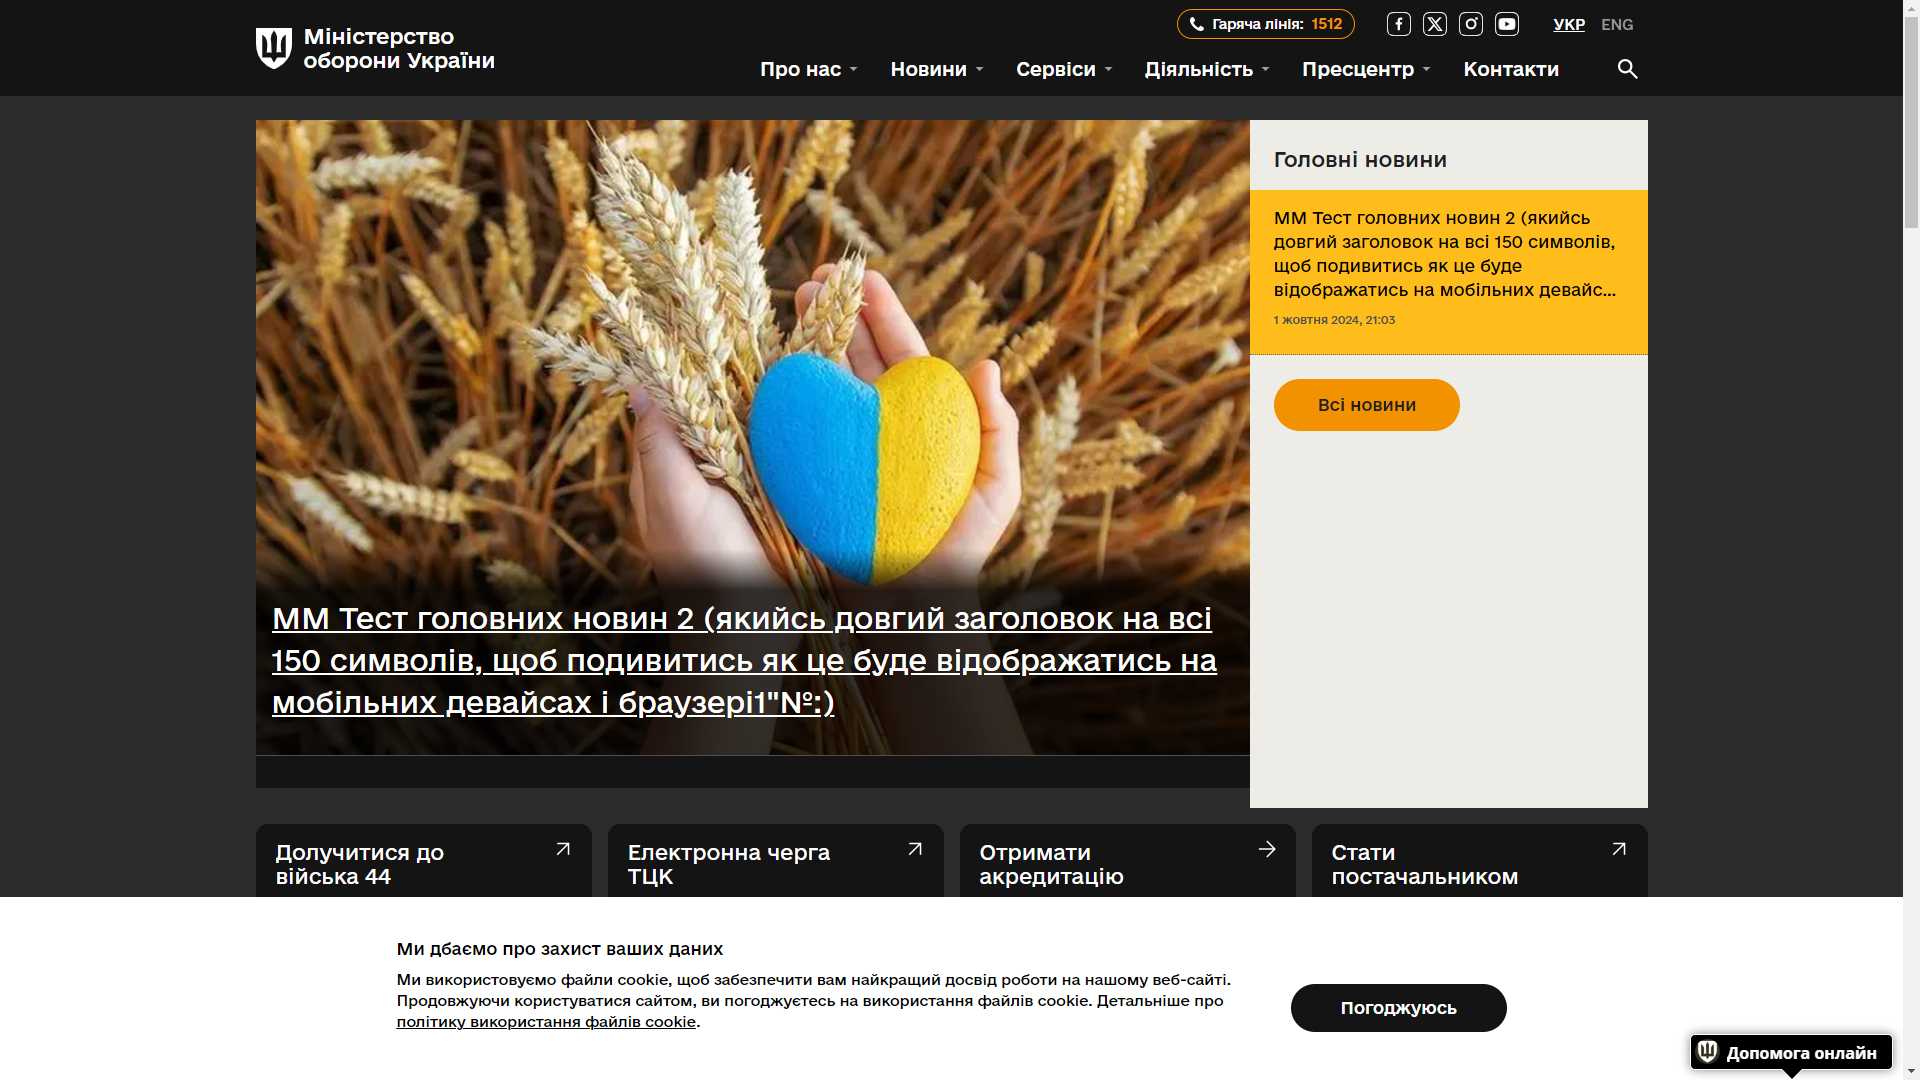 Міністерство
оборони України
Гаряча лінія: 1512
УКР ENG
Про нас Новини Сервіси Діяльність Пресцентр Контакти
ММ Тест головних новин 2 (якийсь довгий заголовок на всі
150 символів, щоб подивитись як це буде відображатись на
мобільних девайсах і браузері1"№:)
Головні новини
ММ Тест головних новин 2 (якийсь
довгий заголовок на всі 150 символів,
щоб подивитись як це буде
відображатись на мобільних девайс...
1 жовтня 2024, 21:03
Всі новини
Долучитися до
війська 44
Електронна черга
ТЦК
Отримати
акредитацію
Стати
постачальником
Ми дбаємо про захист ваших даних
Ми використовуємо файли cookie, щоб забезпечити вам найкращий досвід роботи на нашому веб-сайті.
Продовжуючи користуватися сайтом, ви погоджуєтесь на використання файлів cookie. Детальніше про
політику використання файлів cookie.
Погоджуюсь
Допомога онлайн